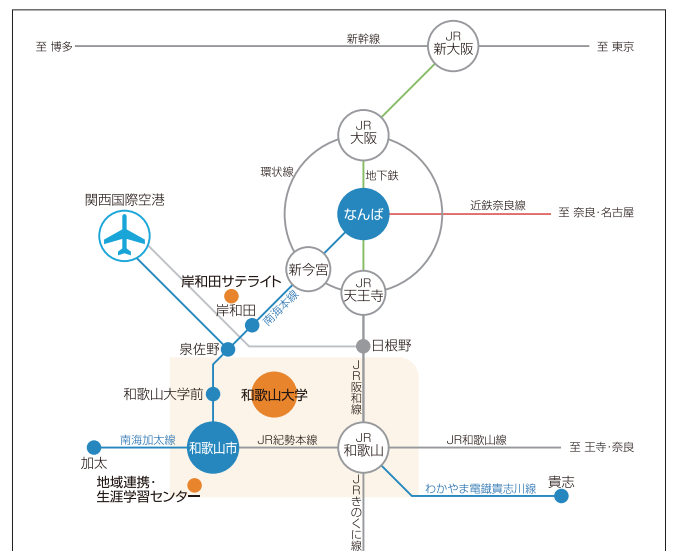 JR
新大阪
新幹線
至 博多
至 東京
JR
大阪
環状線
地下鉄
近鉄奈良線
なんば
至 奈良・名古屋
関西国際空港
新今宮
JR
天王寺
岸和田サテライト
岸和田
南海本線
泉佐野
日根野
JR阪和線
和歌山大学前
和歌山大学
JR
和歌山
南海加太線
和歌山市
JR紀勢本線
JR和歌山線
至 王寺・奈良
加太
地域連携・
生涯学習センター
JRきのくに線
わかやま電鐵貴志川線
貴志